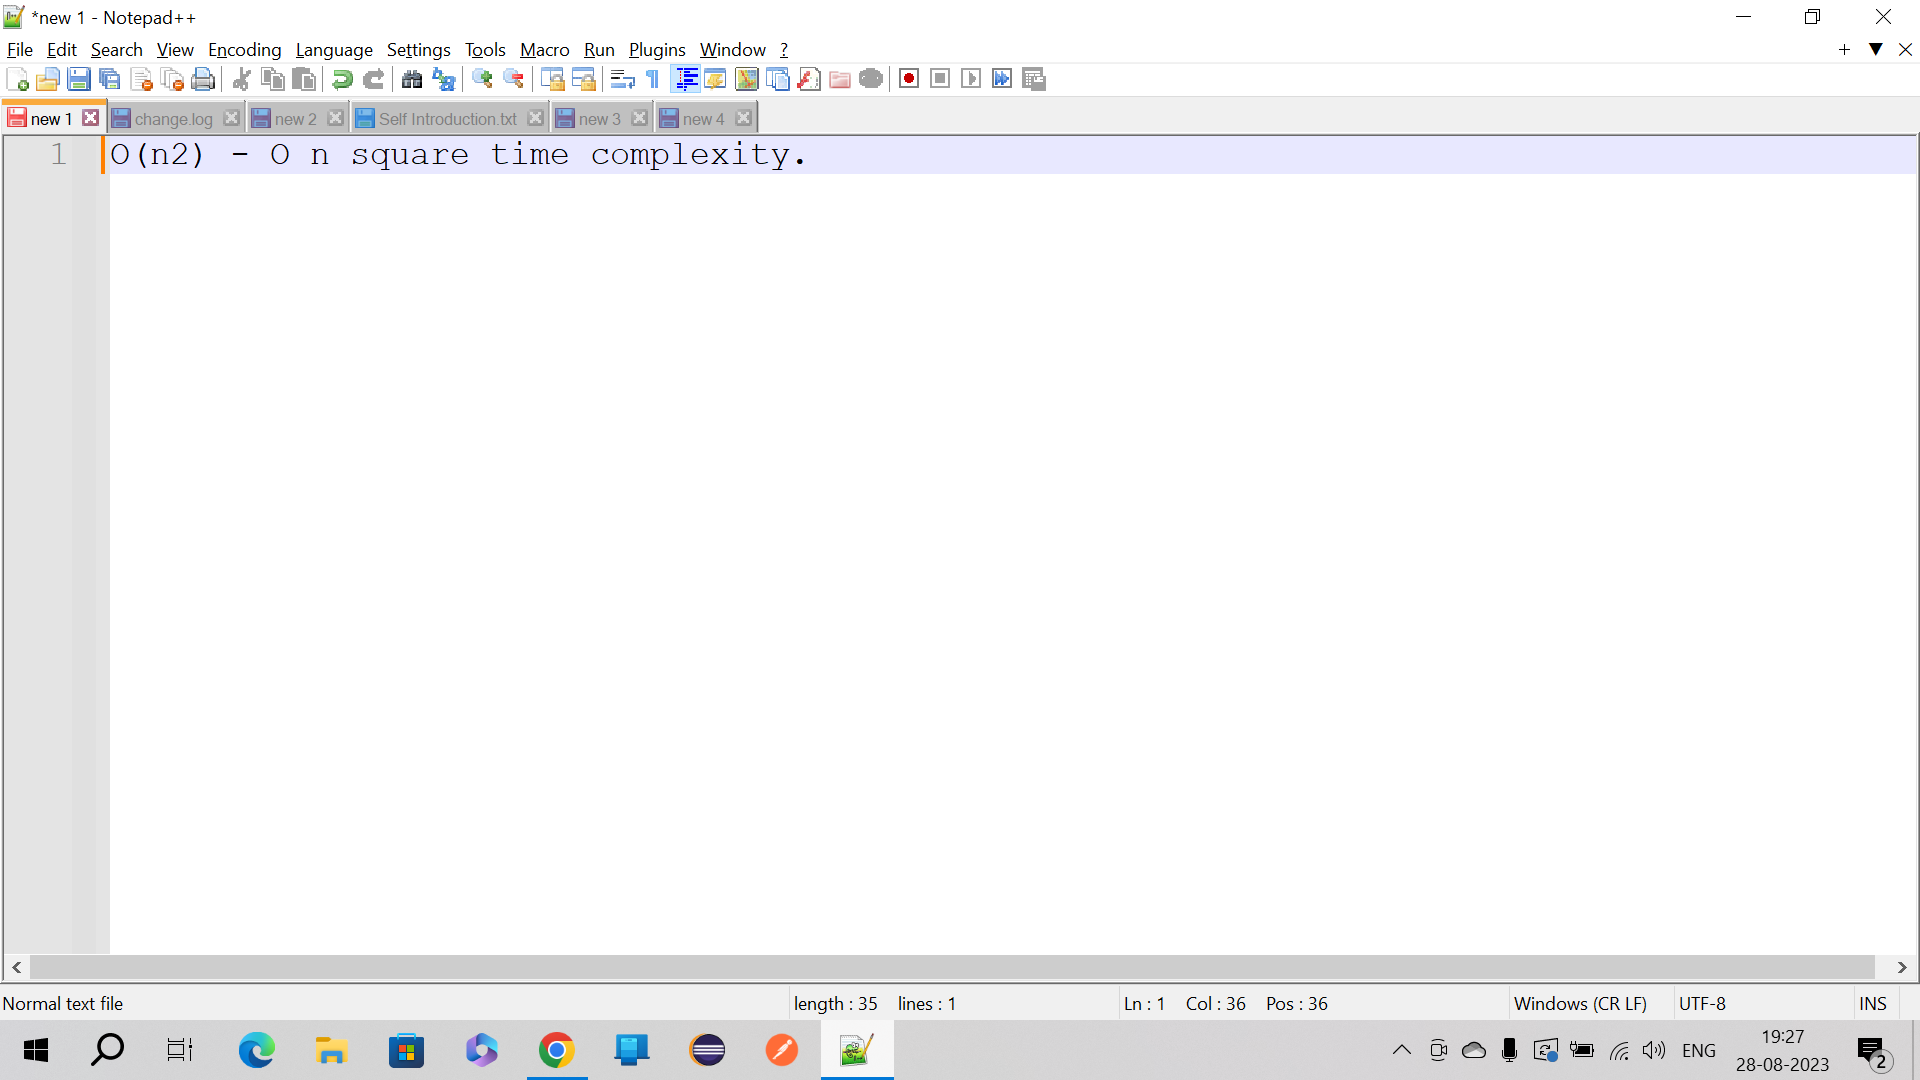 *new 1 - Notepad++
File Edit Search View Encoding Language Settings Tools Macro Run Plugins Window ?
new 1 change.log new 2 Self Introduction.txt new 3 new 4
1 O(n2) - O n square time complexity.
Normal text file length : 35 lines : 1 Ln : 1 Col : 36 Pos : 36 Windows (CR LF) UTF-8 INS
ENG 19:27
28-08-2023 2